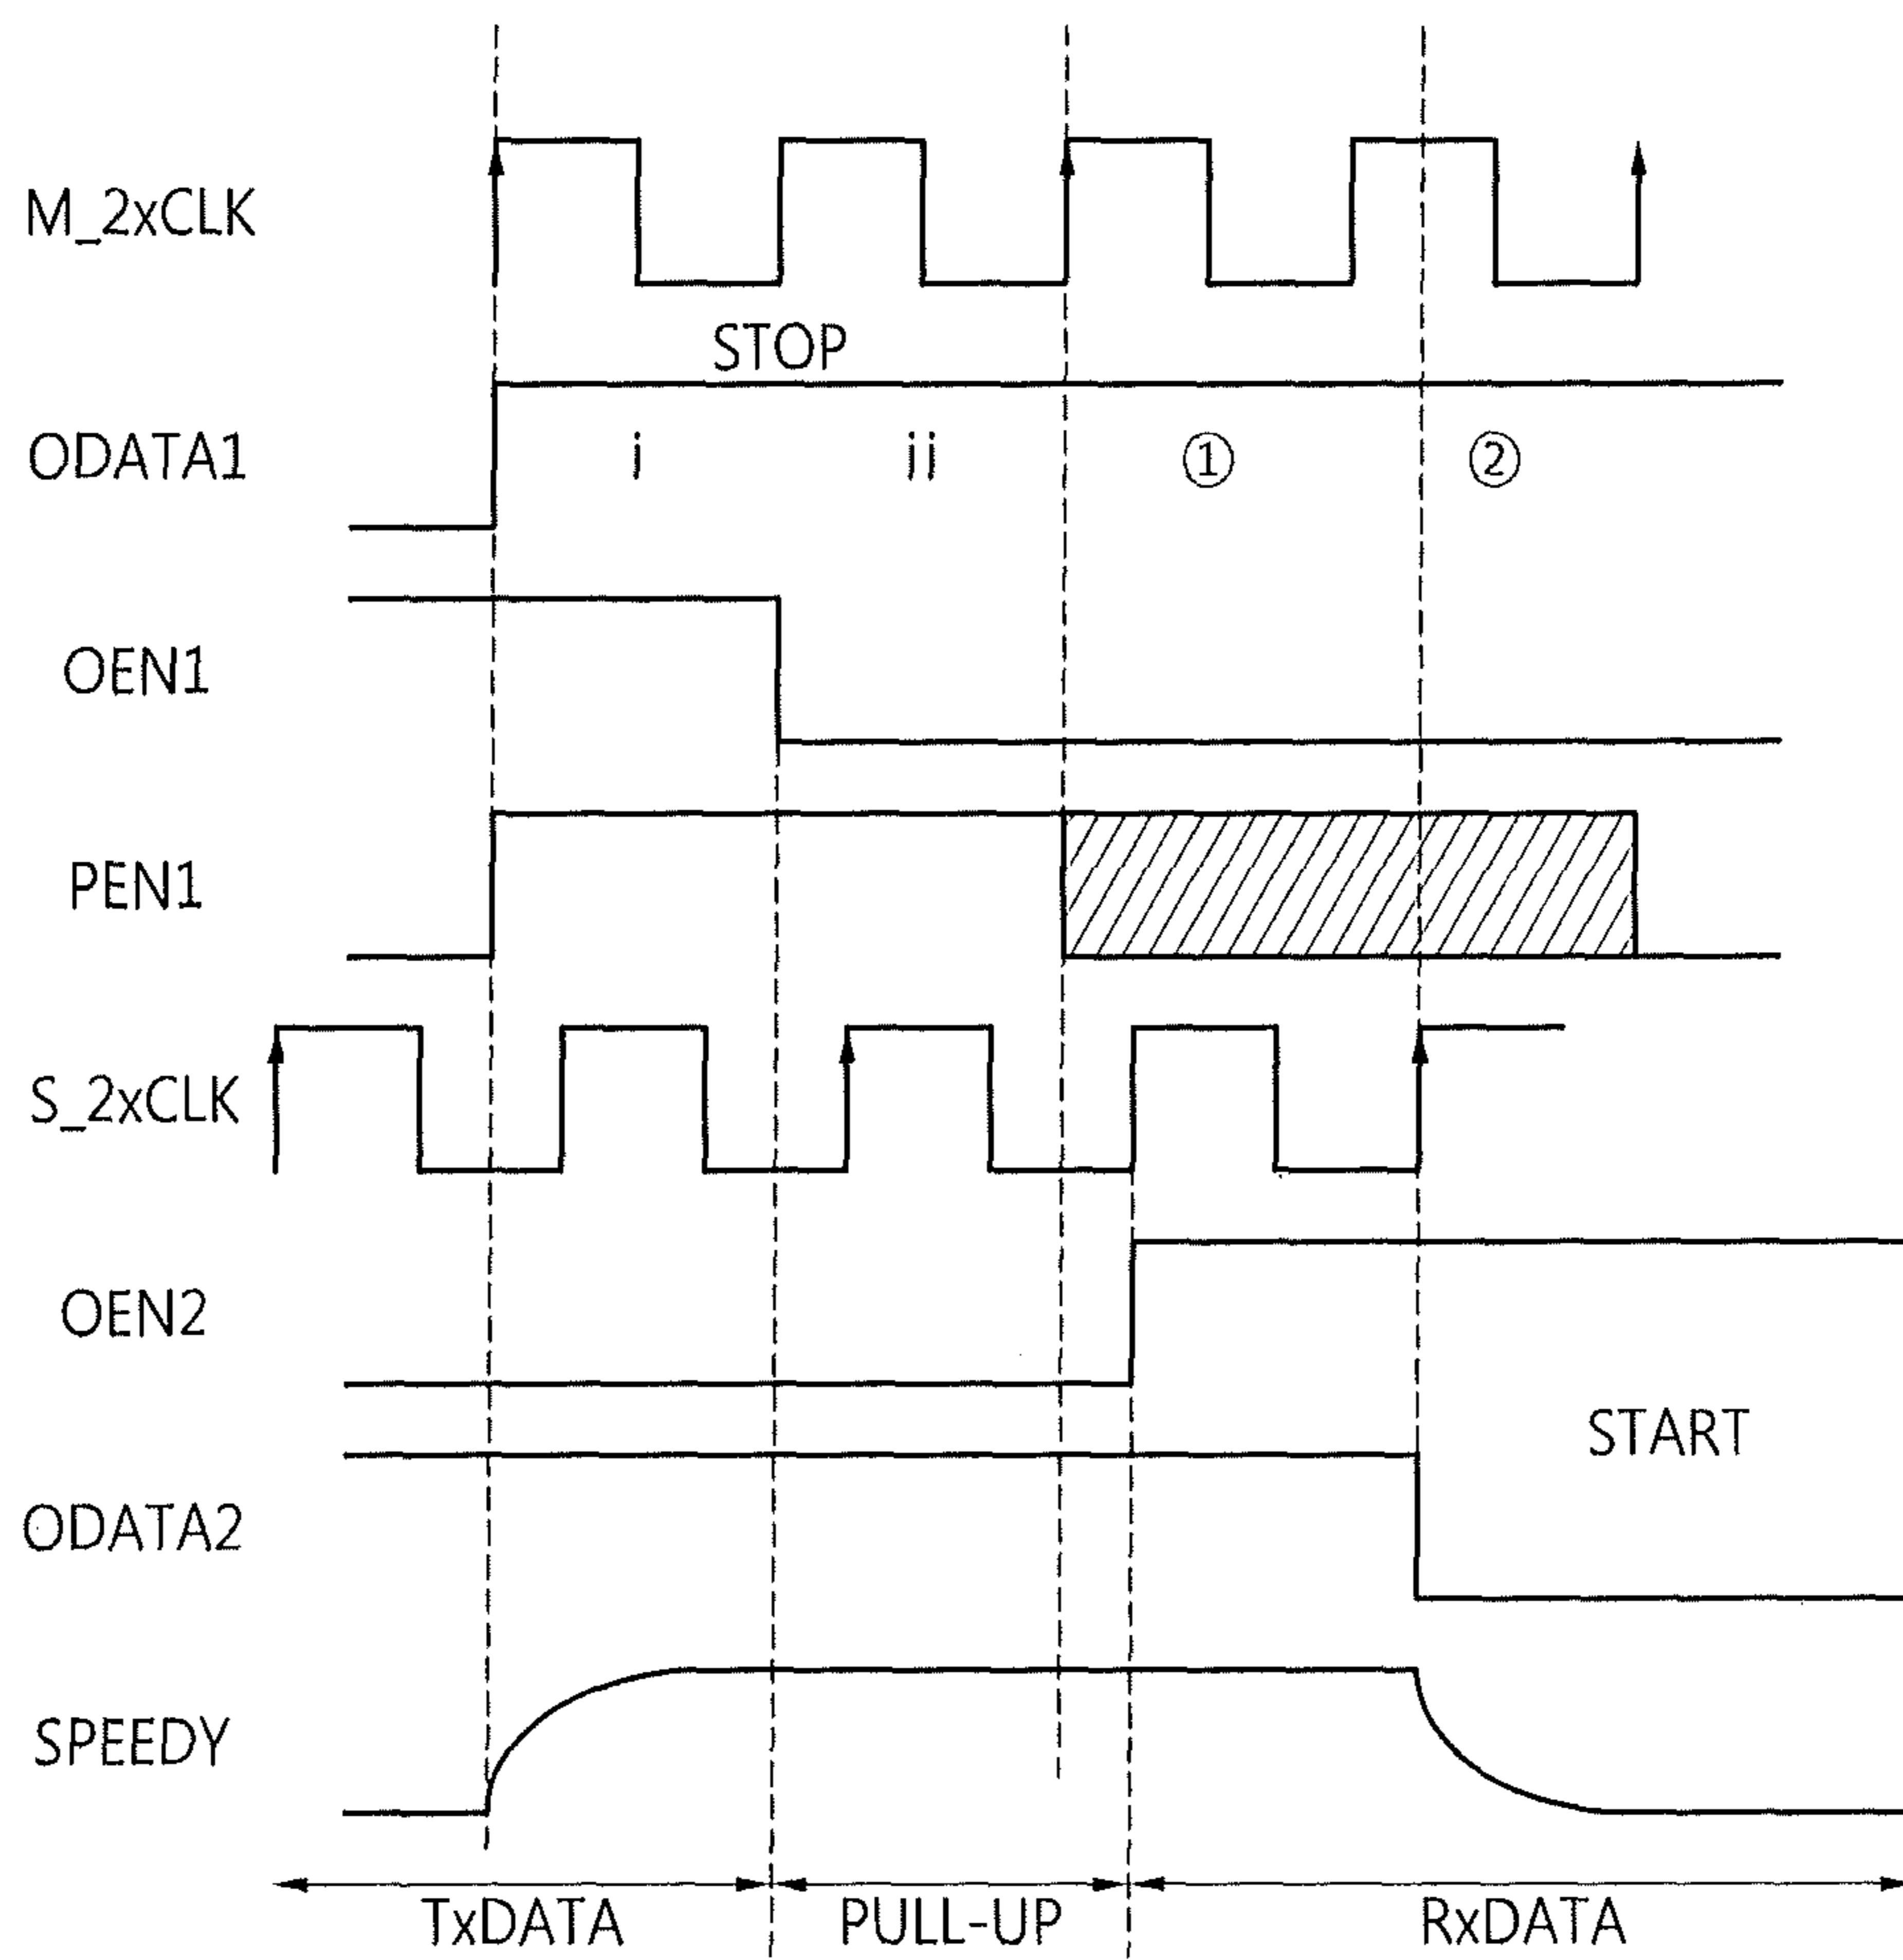 M_2xCLK
STOP
ODATA1
i
ii
①
②
OEN1
PEN1
S_2xCLK
OEN2
START
ODATA2
SPEEDY
TxDATA
PULL-UP
RxDATA